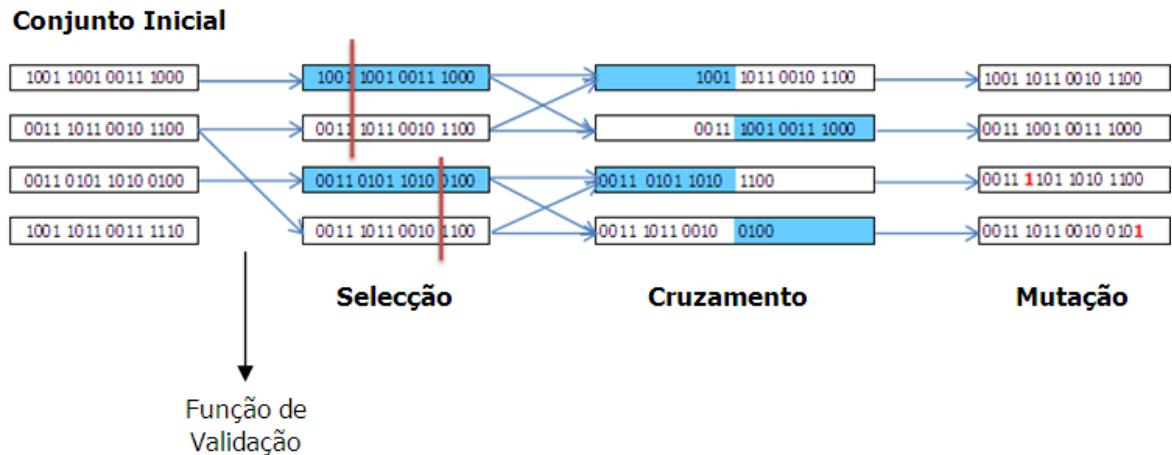 Conjunto Inicial
1001 1001 0011 1000 1001 1001 0011 1000 1001 1011 0010 1100 1001 1011 0010 1100
0011 1011 0010 1100 0011 1011 0010 1100 0011 1001 0011 1000 0011 1001 0011 1000
0011 0101 1010 0100 0011 0101 1010 0100 0011 0101 1010 1100 0011 1101 1010 1100
1001 1011 0011 1110 0011 1011 0010 1100 0011 1011 0010 0100 0011 1011 0010 0101
Selecção Cruzamento Mutação
Função de
Validação